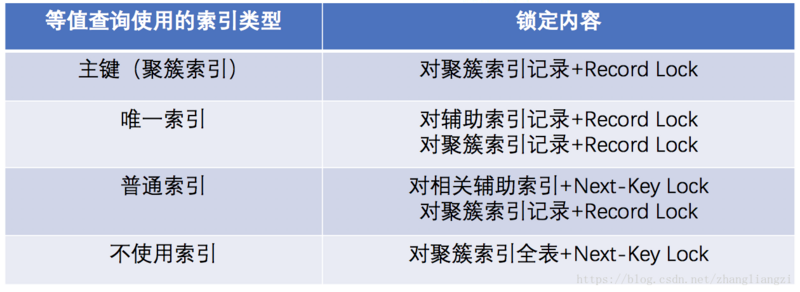 等值查询使用的索引类型
锁定内容
主键（聚簇索引）
对聚簇索引记录+Record Lock
唯一索引
对辅助索引记录+Record Lock
对聚簇索引记录+Record Lock
普通索引
对相关辅助索引+Next-Key Lock
对聚簇索引记录+Record Lock
不使用索引
对聚簇索引全表+Next-Key Lock
https://blog.csdn.net/zhangliangzi